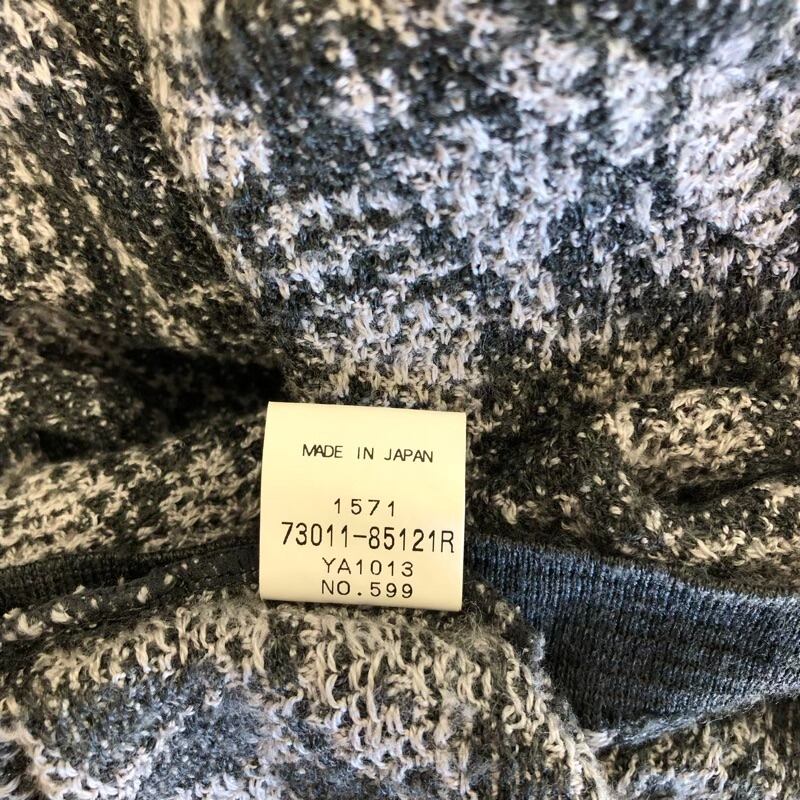 MADE IN JAPAN
1571
73011-85121R
YA1013
NO.599